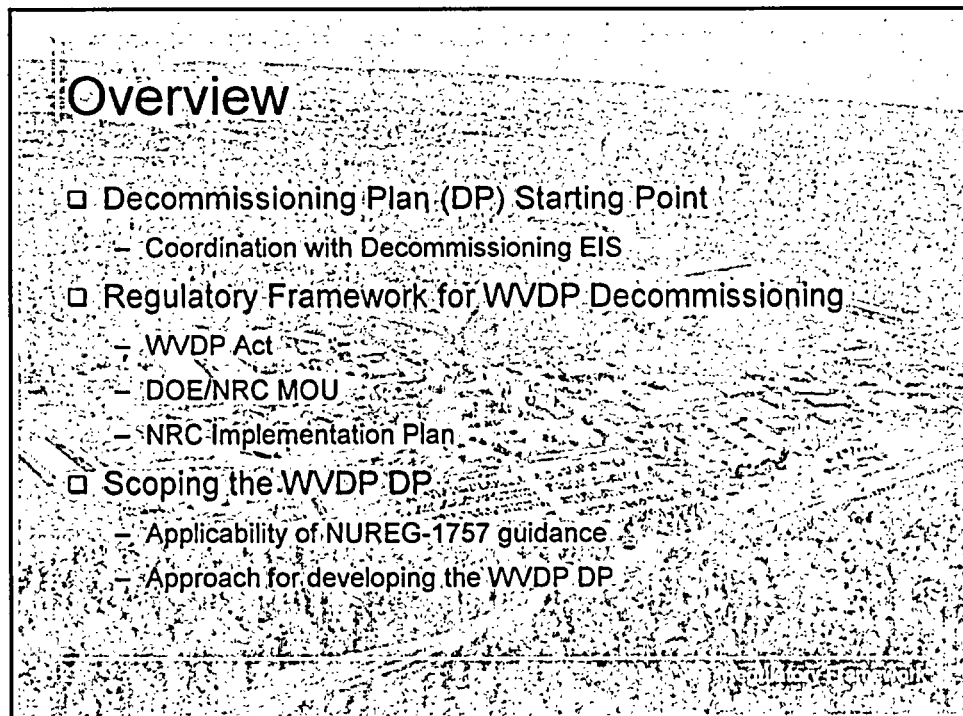 Overview
□ Decommissioning Plan (DP) Starting Point
– Coordination with Decommissioning EIS
□ Regulatory Framework for WVDP Decommissioning
– WVDP Act
– DOE/NRC MOU
– NRC Implementation Plan
□ Scoping the WVDP DP
– Applicability of NUREG-1757 guidance
– Approach for developing the WVDP DP
Regulatory Framework